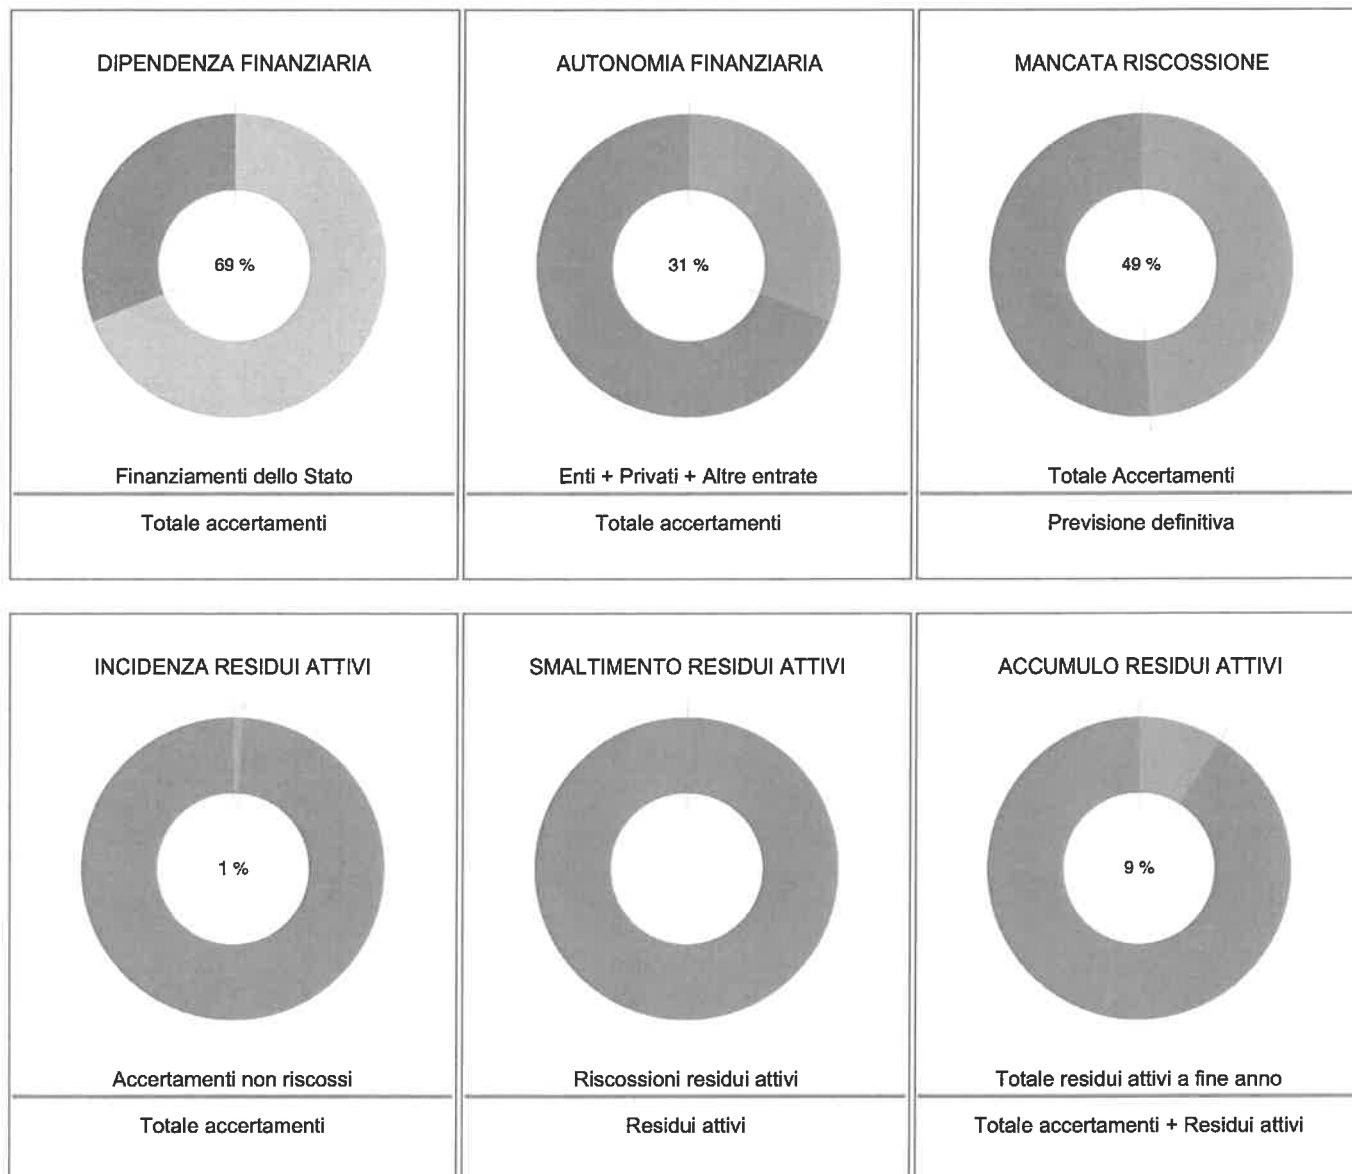 DIPENDENZA FINANZIARIA
69 %
Finanziamenti dello Stato
Totale accertamenti
AUTONOMIA FINANZIARIA
31 %
Enti + Privati + Altre entrate
Totale accertamenti
MANCATA RISCOSSIONE
49 %
Totale Accertamenti
Previsione definitiva
INCIDENZA RESIDUI ATTIVI
1 %
Accertamenti non riscossi
Totale accertamenti
SMALTIMENTO RESIDUI ATTIVI
Riscossioni residui attivi
Residui attivi
ACCUMULO RESIDUI ATTIVI
9 %
Totale residui attivi a fine anno
Totale accertamenti + Residui attivi